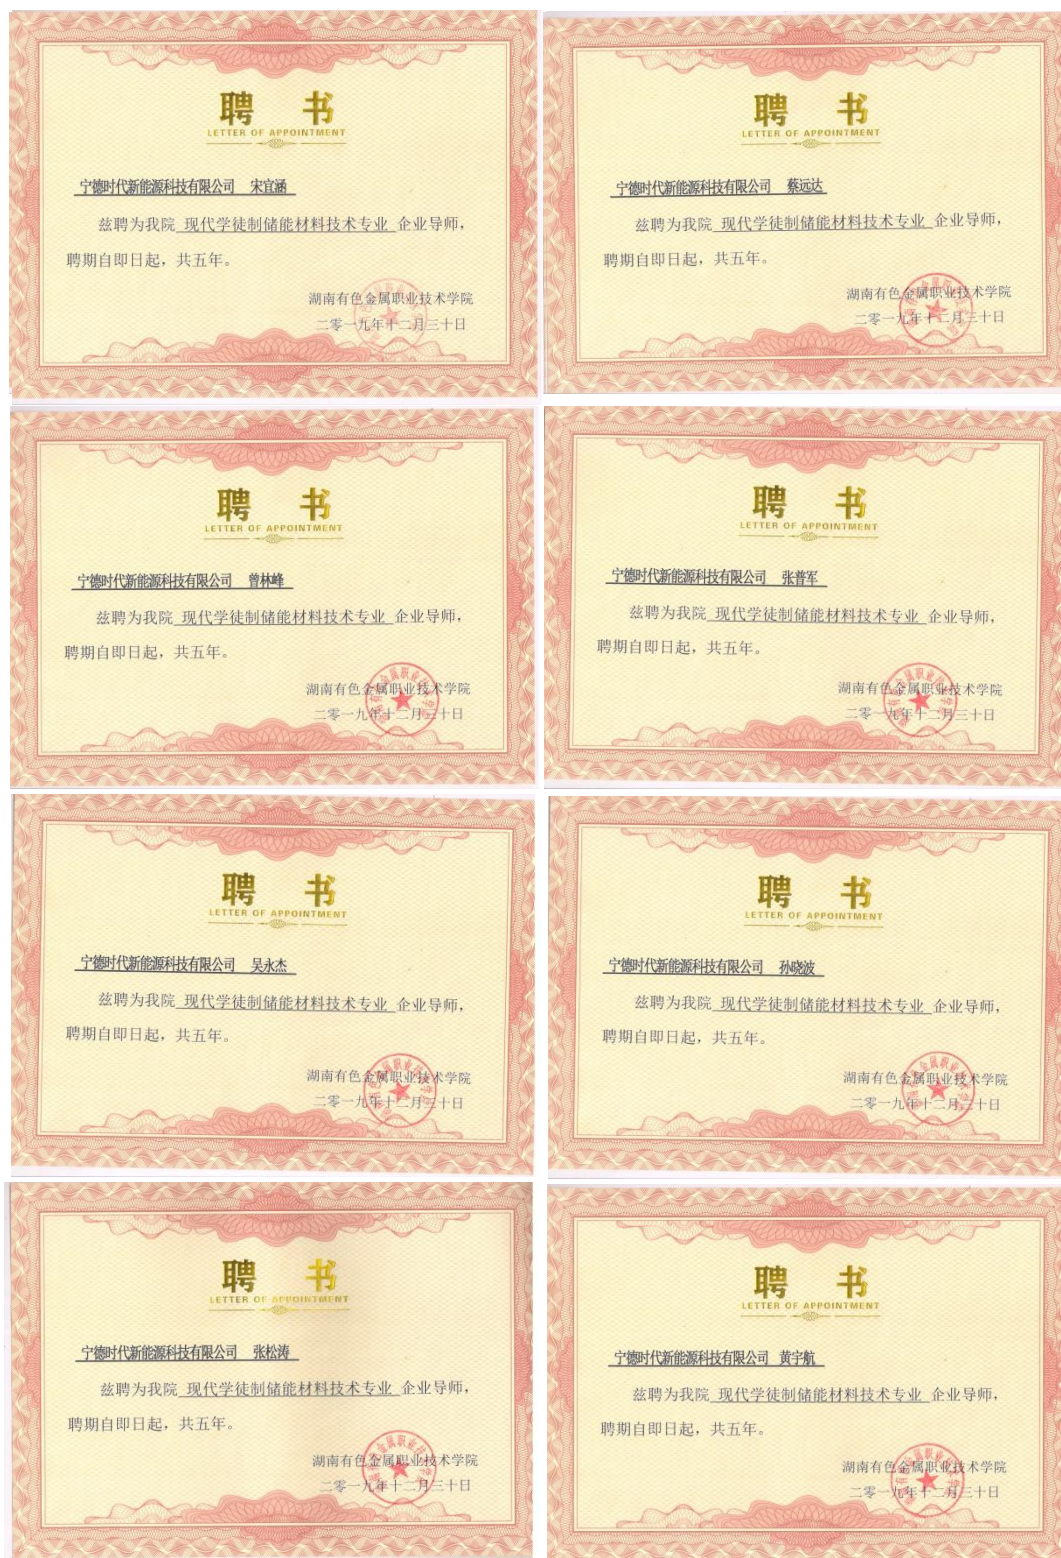 聘 书
LETTER OF APPOINTMENT
宁德时代新能源科技有限公司 宋宜涵
兹聘为我院 现代学徒制储能材料技术专业 企业导师，
聘期自即日起，共五年。
湖南有色金属职业技术学院
二零一九年十二月三十日
聘 书
LETTER OF APPOINTMENT
宁德时代新能源科技有限公司 蔡远达
兹聘为我院 现代学徒制储能材料技术专业 企业导师，
聘期自即日起，共五年。
湖南有色金属职业技术学院
二零一九年十二月三十日
聘 书
LETTER OF APPOINTMENT
宁德时代新能源科技有限公司 曾林峰
兹聘为我院 现代学徒制储能材料技术专业 企业导师，
聘期自即日起，共五年。
湖南有色金属职业技术学院
二零一九年十二月三十日
聘 书
LETTER OF APPOINTMENT
宁德时代新能源科技有限公司 张普军
兹聘为我院 现代学徒制储能材料技术专业 企业导师，
聘期自即日起，共五年。
湖南有色金属职业技术学院
二零一九年十二月三十日
聘 书
LETTER OF APPOINTMENT
宁德时代新能源科技有限公司 吴永杰
兹聘为我院 现代学徒制储能材料技术专业 企业导师，
聘期自即日起，共五年。
湖南有色金属职业技术学院
二零一九年十二月三十日
聘 书
LETTER OF APPOINTMENT
宁德时代新能源科技有限公司 孙晓波
兹聘为我院 现代学徒制储能材料技术专业 企业导师，
聘期自即日起，共五年。
湖南有色金属职业技术学院
二零一九年十二月三十日
聘 书
LETTER OF APPOINTMENT
宁德时代新能源科技有限公司 张松涛
兹聘为我院 现代学徒制储能材料技术专业 企业导师，
聘期自即日起，共五年。
湖南有色金属职业技术学院
二零一九年十二月三十日
聘 书
LETTER OF APPOINTMENT
宁德时代新能源科技有限公司 黄宇航
兹聘为我院 现代学徒制储能材料技术专业 企业导师，
聘期自即日起，共五年。
湖南有色金属职业技术学院
二零一九年十二月三十日